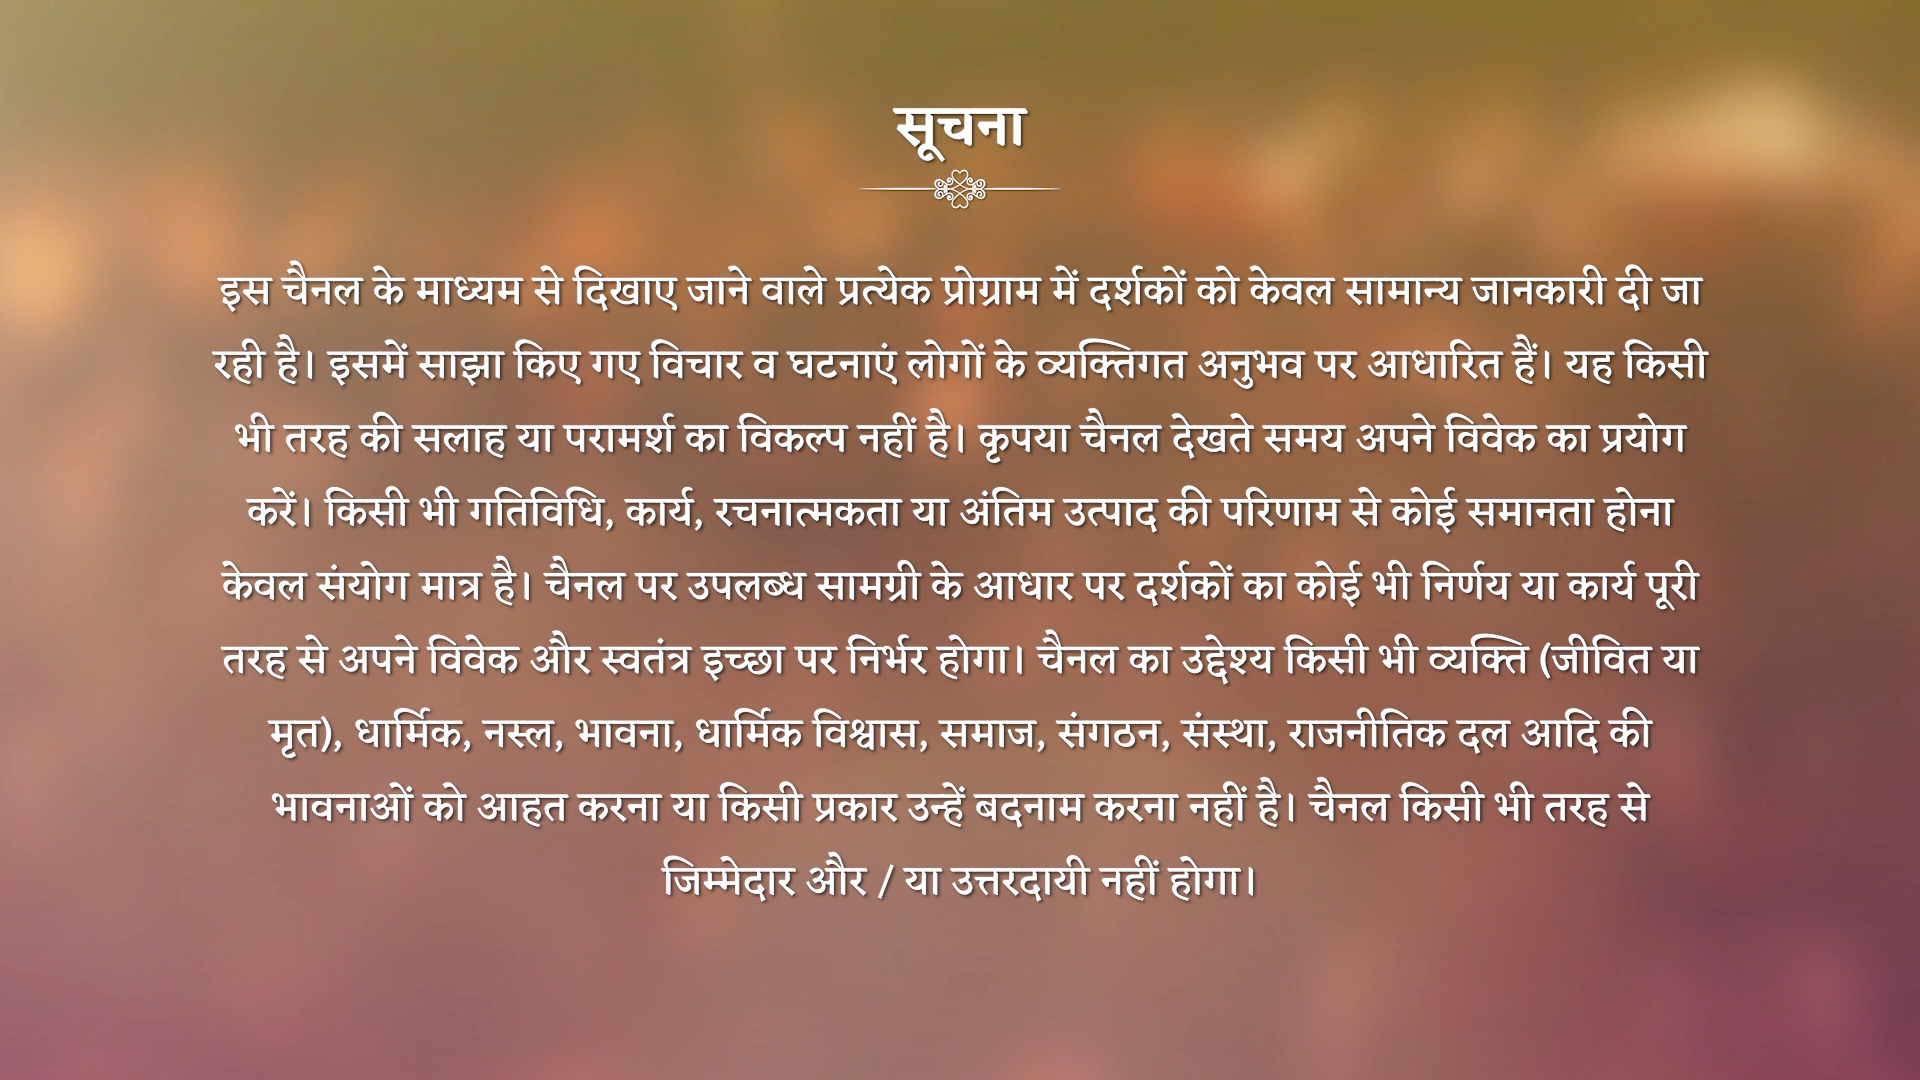 सूचना
इस चैनल के माध्यम से दिखाए जाने वाले प्रत्येक प्रोग्राम में दर्शकों को केवल सामान्य जानकारी दी जा
रही है। इसमें साझा किए गए विचार व घटनाएं लोगों के व्यक्तिगत अनुभव पर आधारित हैं। यह किसी
भी तरह की सलाह या परामर्श का विकल्प नहीं है। कृपया चैनल देखते समय अपने विवेक का प्रयोग
करें। किसी भी गतिविधि, कार्य, रचनात्मकता या अंतिम उत्पाद की परिणाम से कोई समानता होना
केवल संयोग मात्र है। चैनल पर उपलब्ध सामग्री के आधार पर दर्शकों का कोई भी निर्णय या कार्य पूरी
तरह से अपने विवेक और स्वतंत्र इच्छा पर निर्भर होगा। चैनल का उद्देश्य किसी भी व्यक्ति (जीवित या
मृत), धार्मिक, नस्ल, भावना, धार्मिक विश्वास, समाज, संगठन, संस्था, राजनीतिक दल आदि की
भावनाओं को आहत करना या किसी प्रकार उन्हें बदनाम करना नहीं है। चैनल किसी भी तरह से
जिम्मेदार और / या उत्तरदायी नहीं होगा।